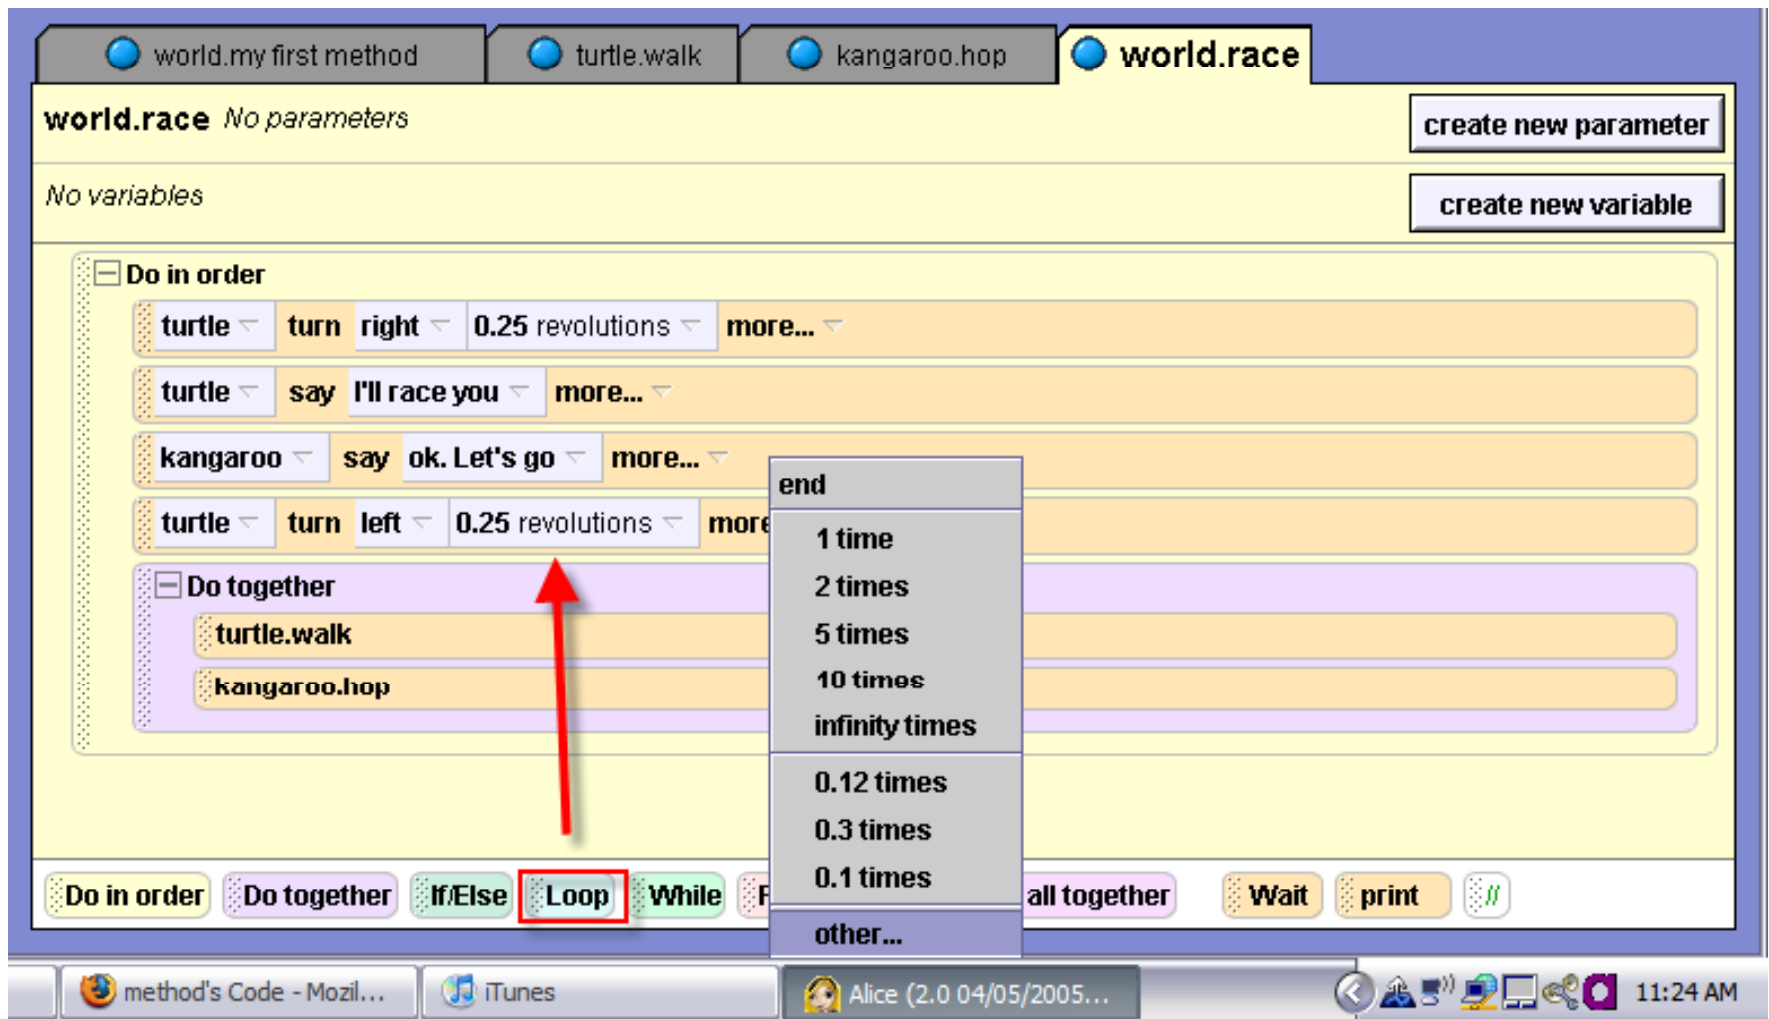 world.my first method turtle.walk kangaroo.hop world.race
world.race No parameters create new parameter
No variables create new variable
Do in order
turtle turn right 0.25 revolutions more...
turtle say I'll race you more...
kangaroo say ok. Let's go more...
turtle turn left 0.25 revolutions more
Do together
turtle.walk
kangaroo.hop
end
1 time
2 times
5 times
10 times
infinity times
0.12 times
0.3 times
0.1 times
other...
Do in order Do together If/Else Loop While F all together Wait print //
method's Code - Mozil... iTunes Alice (2.0 04/05/2005... 11:24 AM